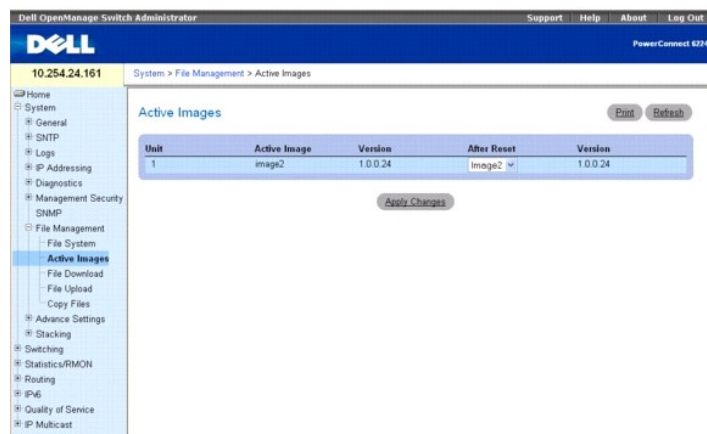 Dell OpenManage Switch Administrator Support Help About Log Out
DELL
PowerConnect 6224
10.254.24.161
System > File Management > Active Images
Home
System
General
SNTP
Logs
IP Addressing
Diagnostics
Management Security
SNMP
File Management
File System
Active Images
File Download
File Upload
Copy Files
Advance Settings
Stacking
Switching
Statistics/RMON
Routing
IPv6
Quality of Service
IP Multicast
Active Images
Print Refresh
Unit Active Image Version After Reset Version
1 image2 1.0.0.24 Image2 1.0.0.24
Apply Changes